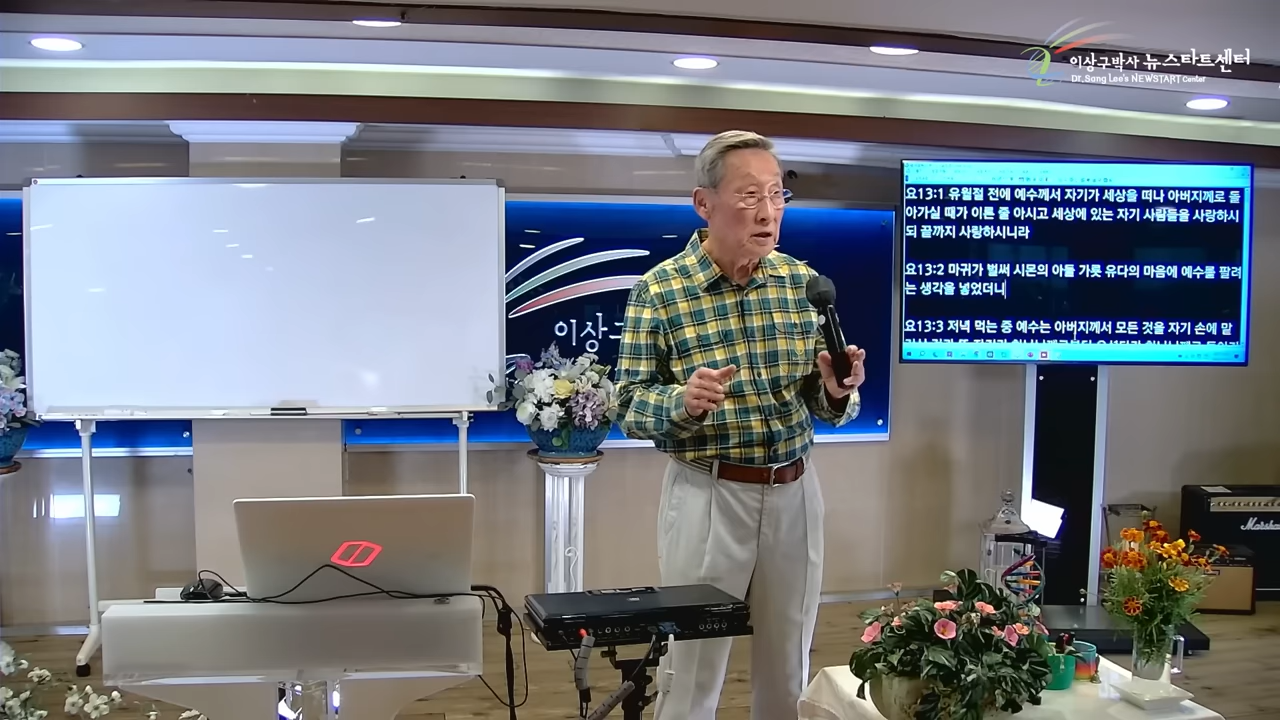 이상구박사 뉴스타트센터
Dr.Sang Lee's NEWSTART Center
요13:1 유월절 전에 예수께서 자기가 세상을 떠나 아버지께로 돌
아가실 때가 이른 줄 아시고 세상에 있는 자기 사람들을 사랑하시
되 끝까지 사랑하시니라
요13:2 마귀가 벌써 시몬의 아들 가룟 유다의 마음에 예수를 팔려
는 생각을 넣었더니
요13:3 저녁 먹는 중 예수는 아버지께서 모든 것을 자기 손에 맡
이상
Marshall